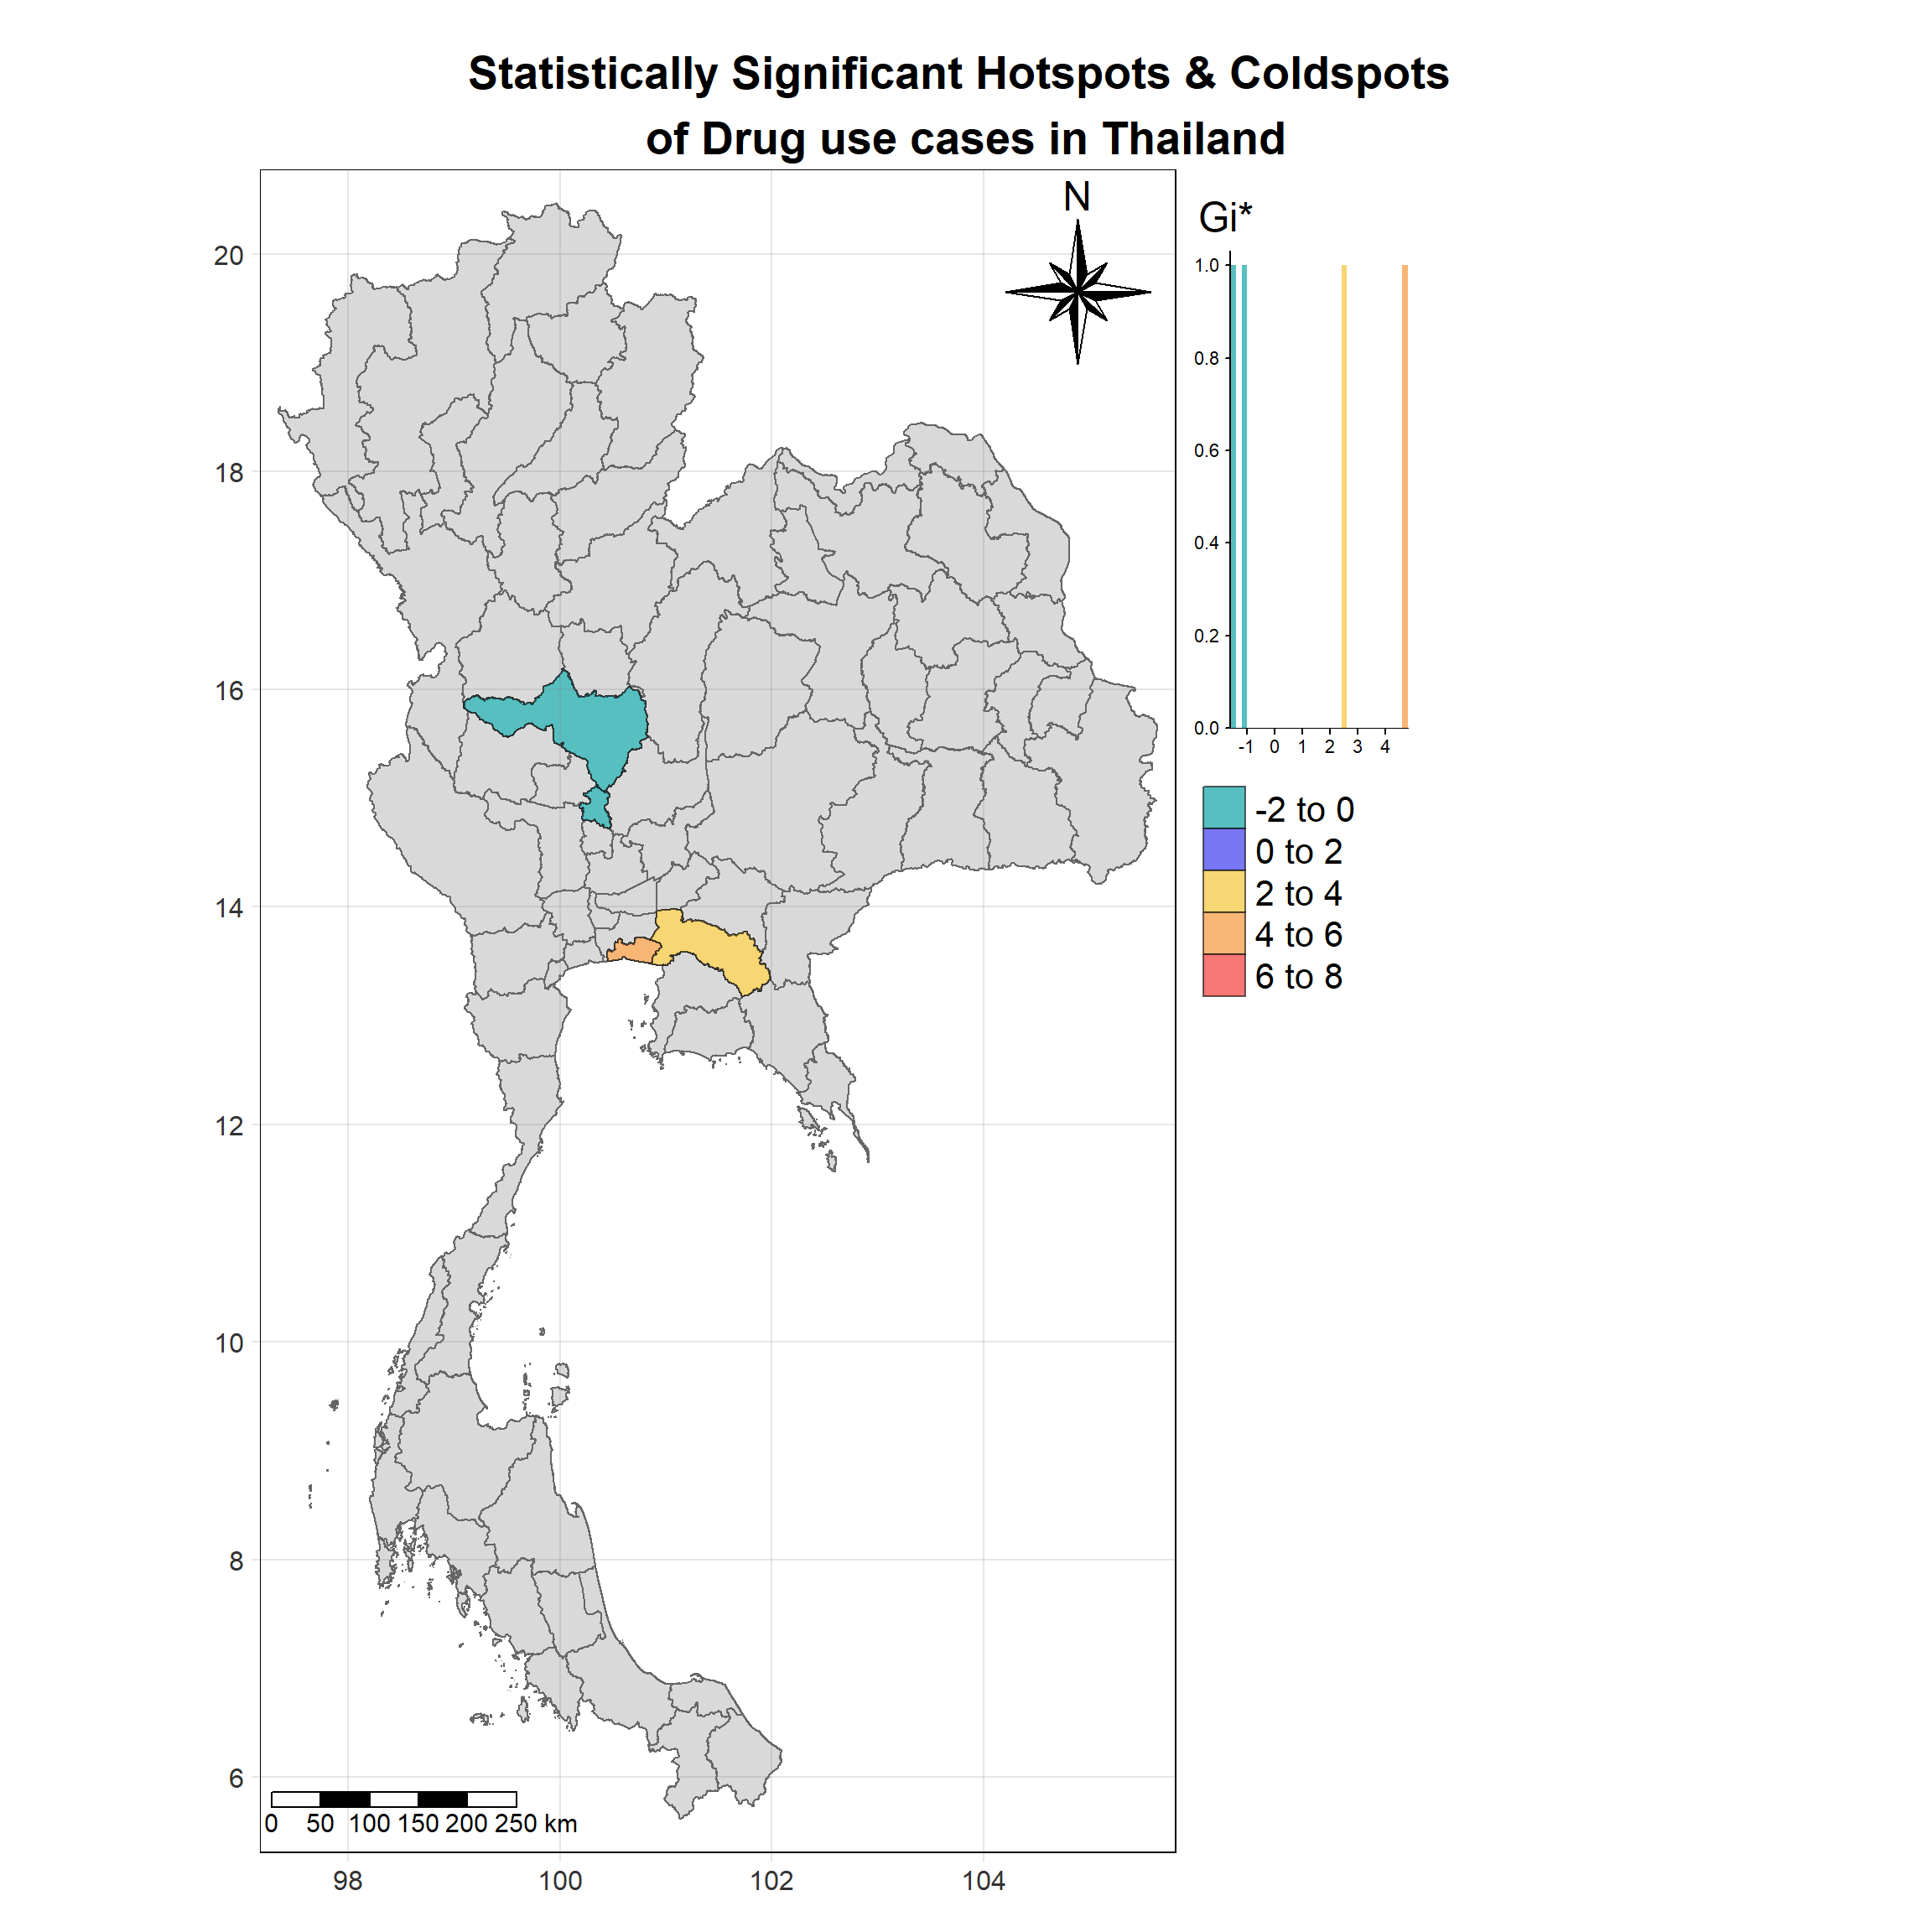 Statistically Significant Hotspots & Coldspots
of Drug use cases in Thailand
N
Gi*
1.0
0.8
0.6
0.4
0.2
0.0
-1 0 1 2 3 4
-2 to 0
0 to 2
2 to 4
4 to 6
6 to 8
20
18
16
14
12
10
8
6
0 50 100 150 200 250 km
98 100 102 104